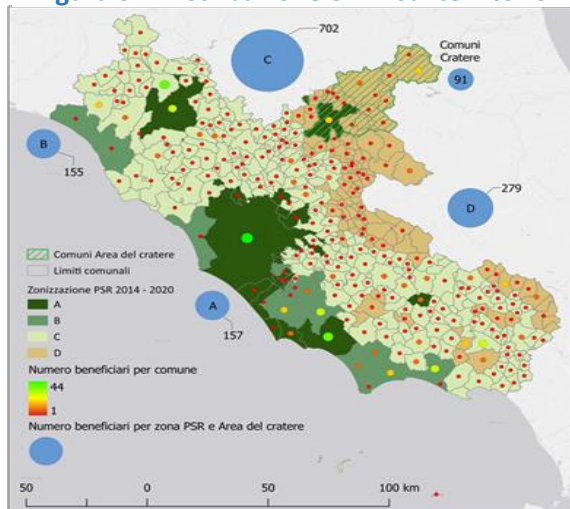 702
C
Comuni
Cratere
91
B
155
279
D
A
157
Comuni Area del cratere
Limiti comunali
Zonizzazione PSR 2014 - 2020
A
B
C
D
Numero beneficiari per comune
44
1
Numero beneficiari per zona PSR e Area del cratere
50 0 50 100 km